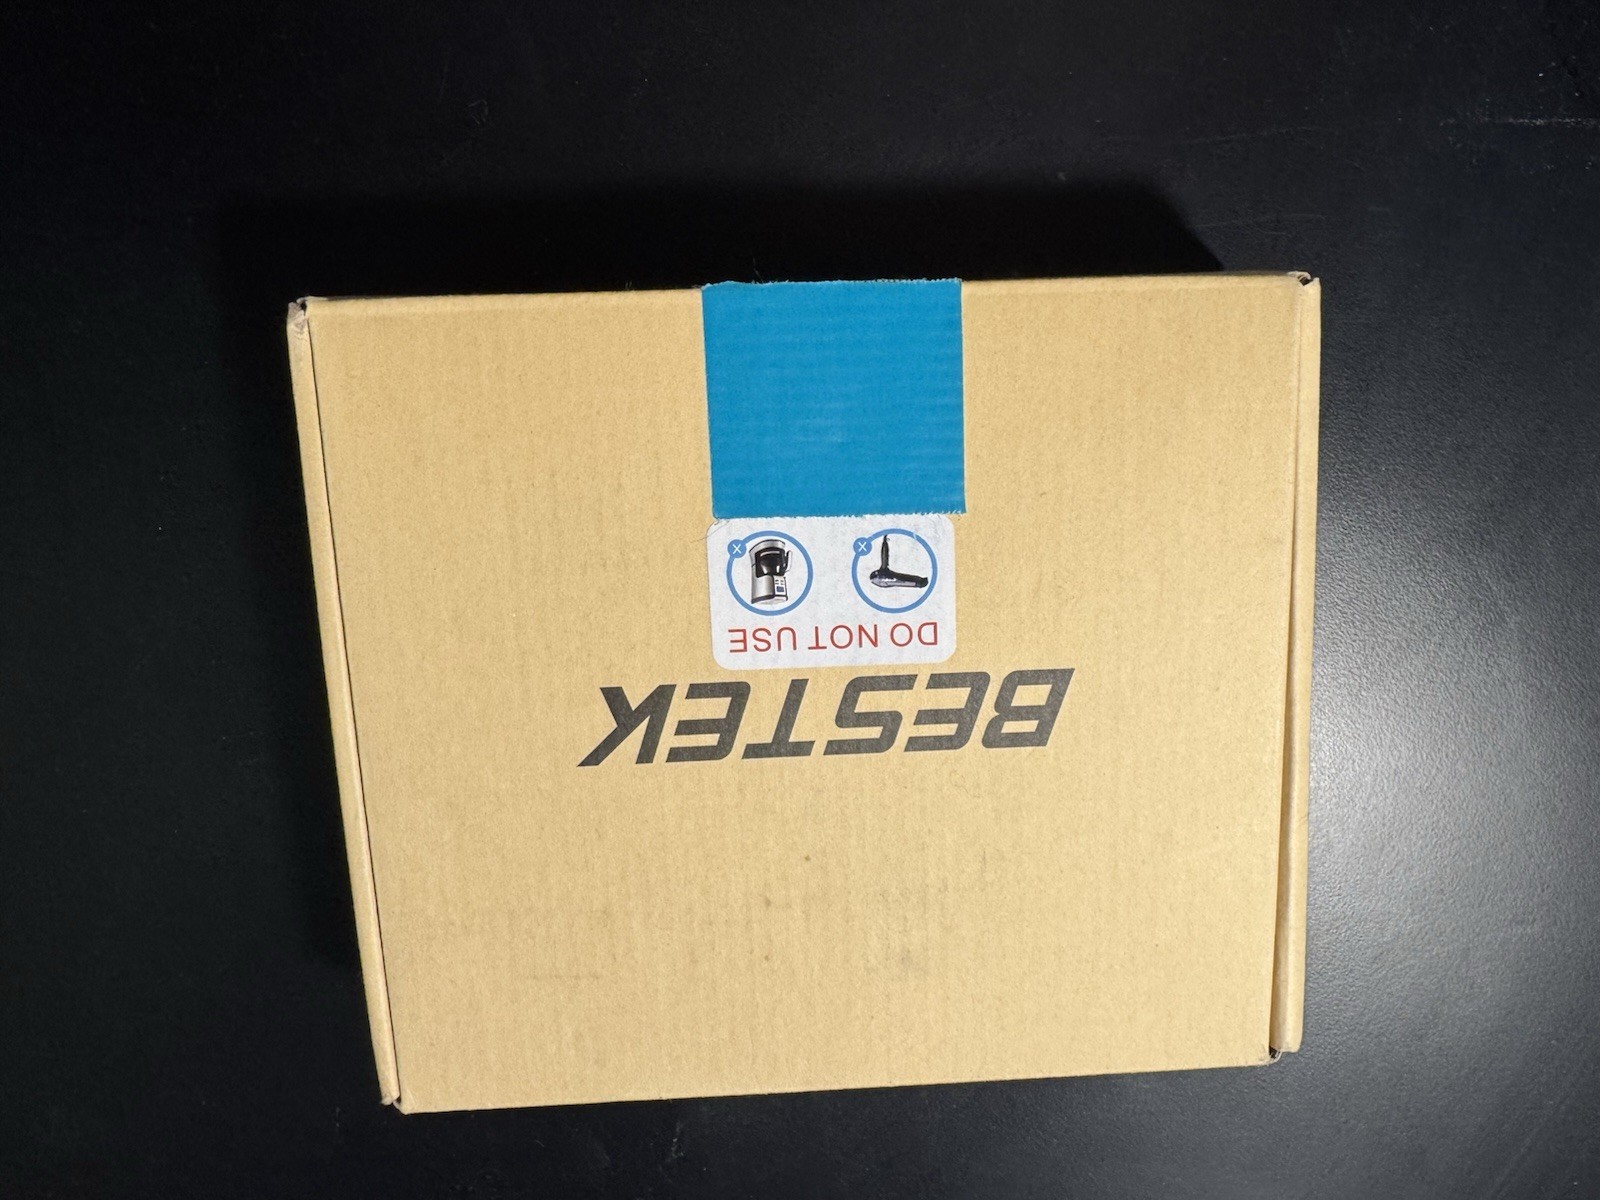 BESTEK
DO NOT USE
X X